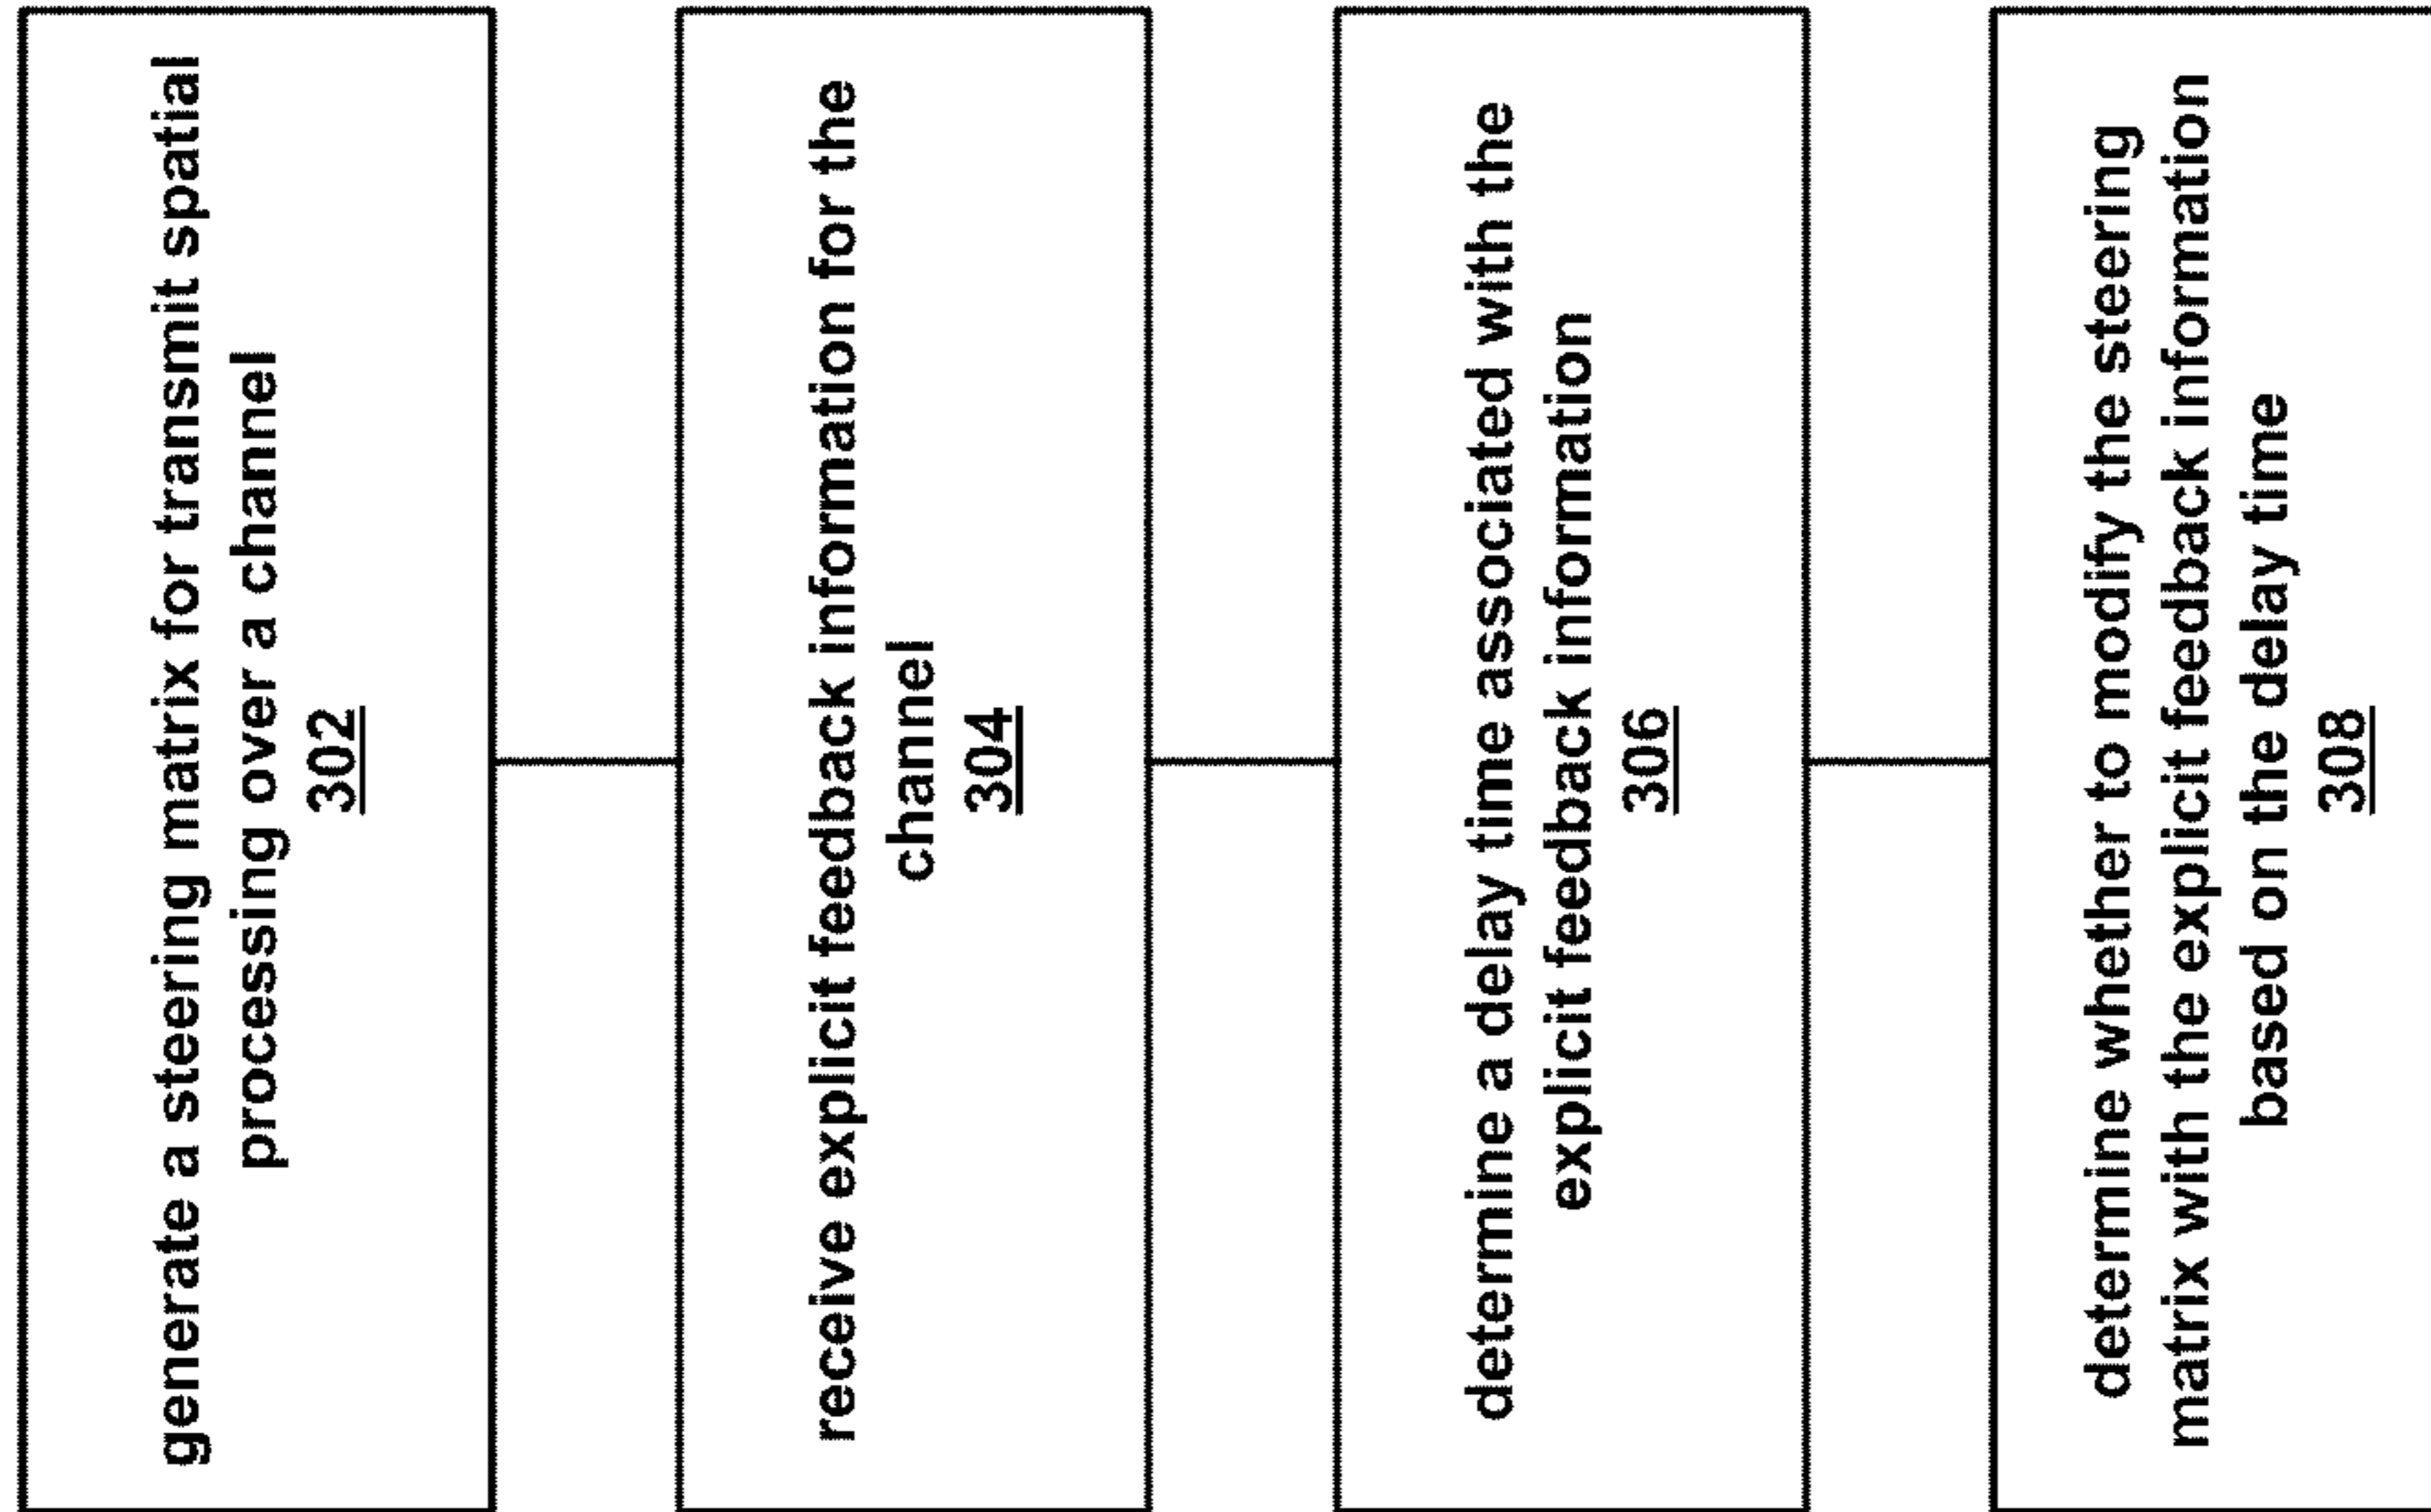 generate a steering matrix for transmit spatial
processing over a channel
302
receive explicit feedback information for the
channel
304
determine a delay time associated with the
explicit feedback information
306
determine whether to modify the steering
matrix with the explicit feedback information
based on the delay time
308